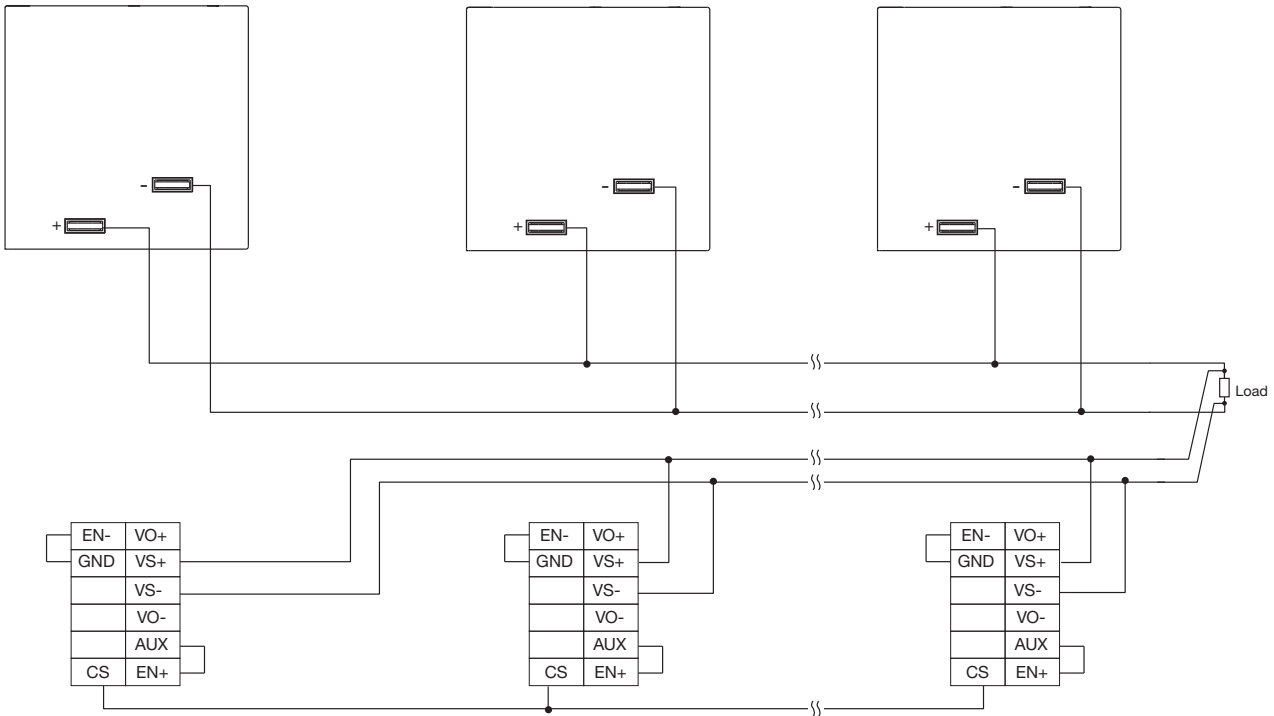 -
-
-
+
+
+
Load
EN- VO+
GND VS+
VS-
VO-
AUX
CS EN+
EN- VO+
GND VS+
VS-
VO-
AUX
CS EN+
EN- VO+
GND VS+
VS-
VO-
AUX
CS EN+